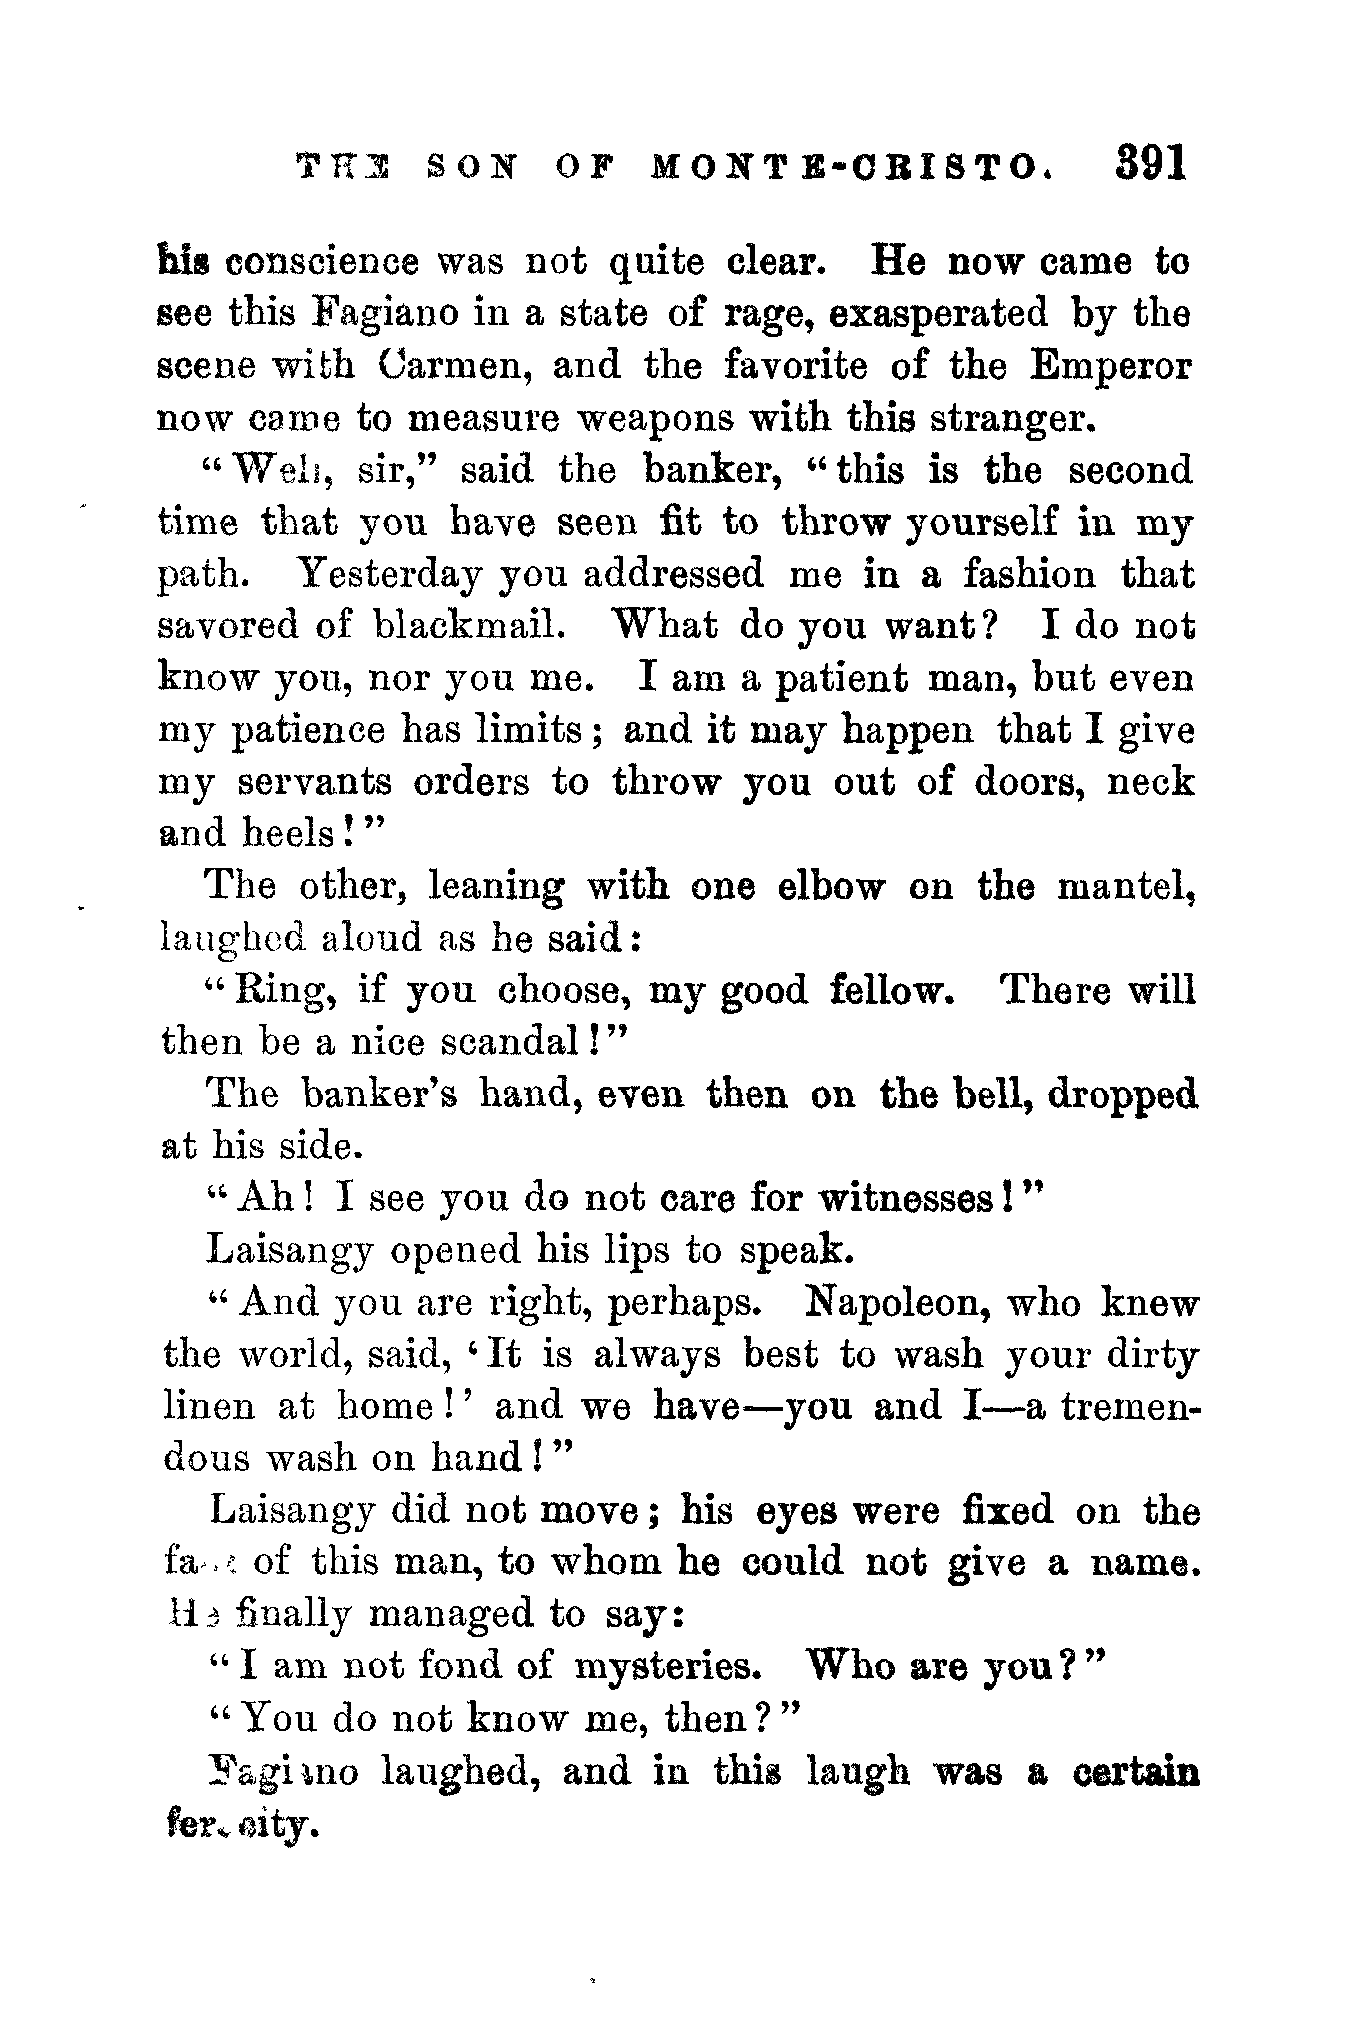 THE SON OF MONTE-CRISTO. 391
his conscience was not quite clear. He now came to
see this Fagiano in a state of rage, exasperated by the
scene with Carmen, and the favorite of the Emperor
now came to measure weapons with this stranger.
“Well, sir,” said the banker, “this is the second
time that you have seen fit to throw yourself in my
path. Yesterday you addressed me in a fashion that
savored of blackmail. What do you want? I do not
know you, nor you me. I am a patient man, but even
my patience has limits; and it may happen that I give
my servants orders to throw you out of doors, neck
and heels!”
The other, leaning with one elbow on the mantel,
laughed aloud as he said:
“Ring, if you choose, my good fellow. There will
then be a nice scandal!”
The banker’s hand, even then on the bell, dropped
at his side.
“Ah! I see you do not care for witnesses!”
Laisangy opened his lips to speak.
“And you are right, perhaps. Napoleon, who knew
the world, said, ‘It is always best to wash your dirty
linen at home!’ and we have—you and I—a tremen-
dous wash on hand!”
Laisangy did not move; his eyes were fixed on the
face of this man, to whom he could not give a name.
He finally managed to say:
“I am not fond of mysteries. Who are you?”
“You do not know me, then?”
Fagiano laughed, and in this laugh was a certain
ferocity.